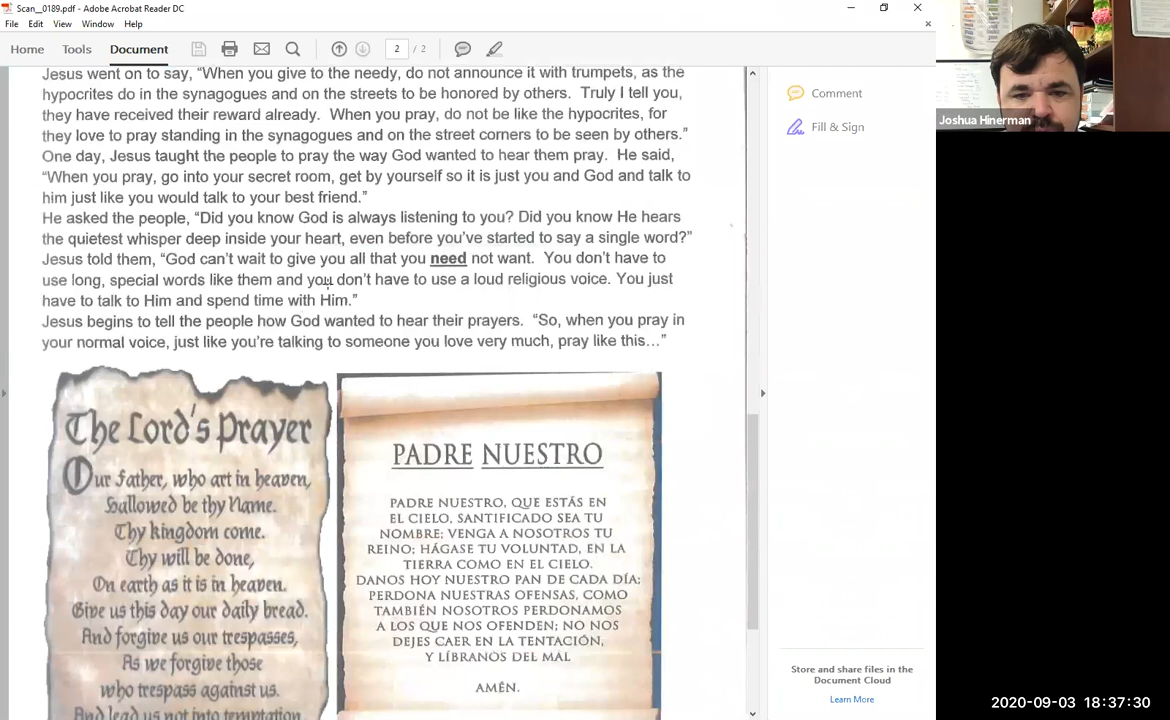 Scan__0189.pdf - Adobe Acrobat Reader DC
File Edit View Window Help
Home Tools Document 2 / 2
Jesus went on to say, “When you give to the needy, do not announce it with trumpets, as the
hypocrites do in the synagogues and on the streets to be honored by others. Truly I tell you,
they have received their reward already. When you pray, do not be like the hypocrites, for
they love to pray standing in the synagogues and on the street corners to be seen by others.”
One day, Jesus taught the people to pray the way God wanted to hear them pray. He said,
“When you pray, go into your secret room, get by yourself so it is just you and God and talk to
him just like you would talk to your best friend.”
He asked the people, “Did you know God is always listening to you? Did you know He hears
the quietest whisper deep inside your heart, even before you’ve started to say a single word?”
Jesus told them, “God can’t wait to give you all that you need not want. You don’t have to
use long, special words like them and you don’t have to use a loud religious voice. You just
have to talk to Him and spend time with Him.”
Jesus begins to tell the people how God wanted to hear their prayers. “So, when you pray in
your normal voice, just like you’re talking to someone you love very much, pray like this…”
The Lord's Prayer
Our Father, who art in heaven,
Hallowed be thy Name.
Thy kingdom come.
Thy will be done,
On earth as it is in heaven.
Give us this day our daily bread.
And forgive us our trespasses,
As we forgive those
who trespass against us.
And lead us not into temptation,
PADRE NUESTRO
PADRE NUESTRO, QUE ESTÁS EN
EL CIELO, SANTIFICADO SEA TU
NOMBRE; VENGA A NOSOTROS TU
REINO; HÁGASE TU VOLUNTAD, EN LA
TIERRA COMO EN EL CIELO.
DANOS HOY NUESTRO PAN DE CADA DÍA;
PERDONA NUESTRAS OFENSAS, COMO
TAMBIÉN NOSOTROS PERDONAMOS
A LOS QUE NOS OFENDEN; NO NOS
DEJES CAER EN LA TENTACIÓN,
Y LÍBRANOS DEL MAL
AMÉN.
Comment
Fill & Sign
Store and share files in the
Document Cloud
Learn More
Joshua Hinerman
2020-09-03 18:37:30